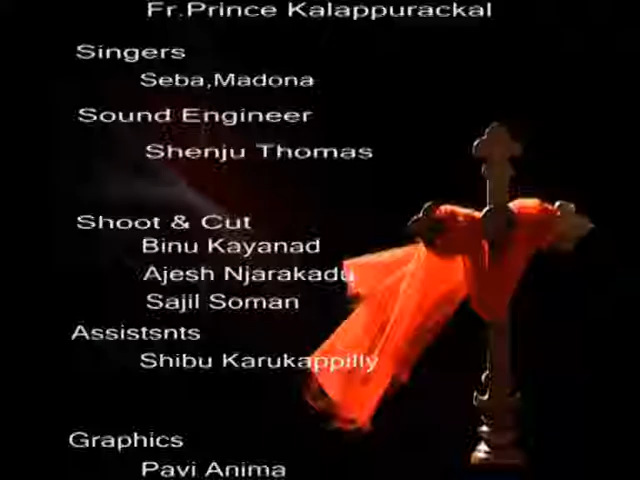 Fr.Prince Kalappurackal
Singers
Seba,Madona
Sound Engineer
Shenju Thomas
Shoot & Cut
Binu Kayanad
Ajesh Njarakadu
Sajil Soman
Assistsnts
Shibu Karukappilly
Graphics
Pavi Anima